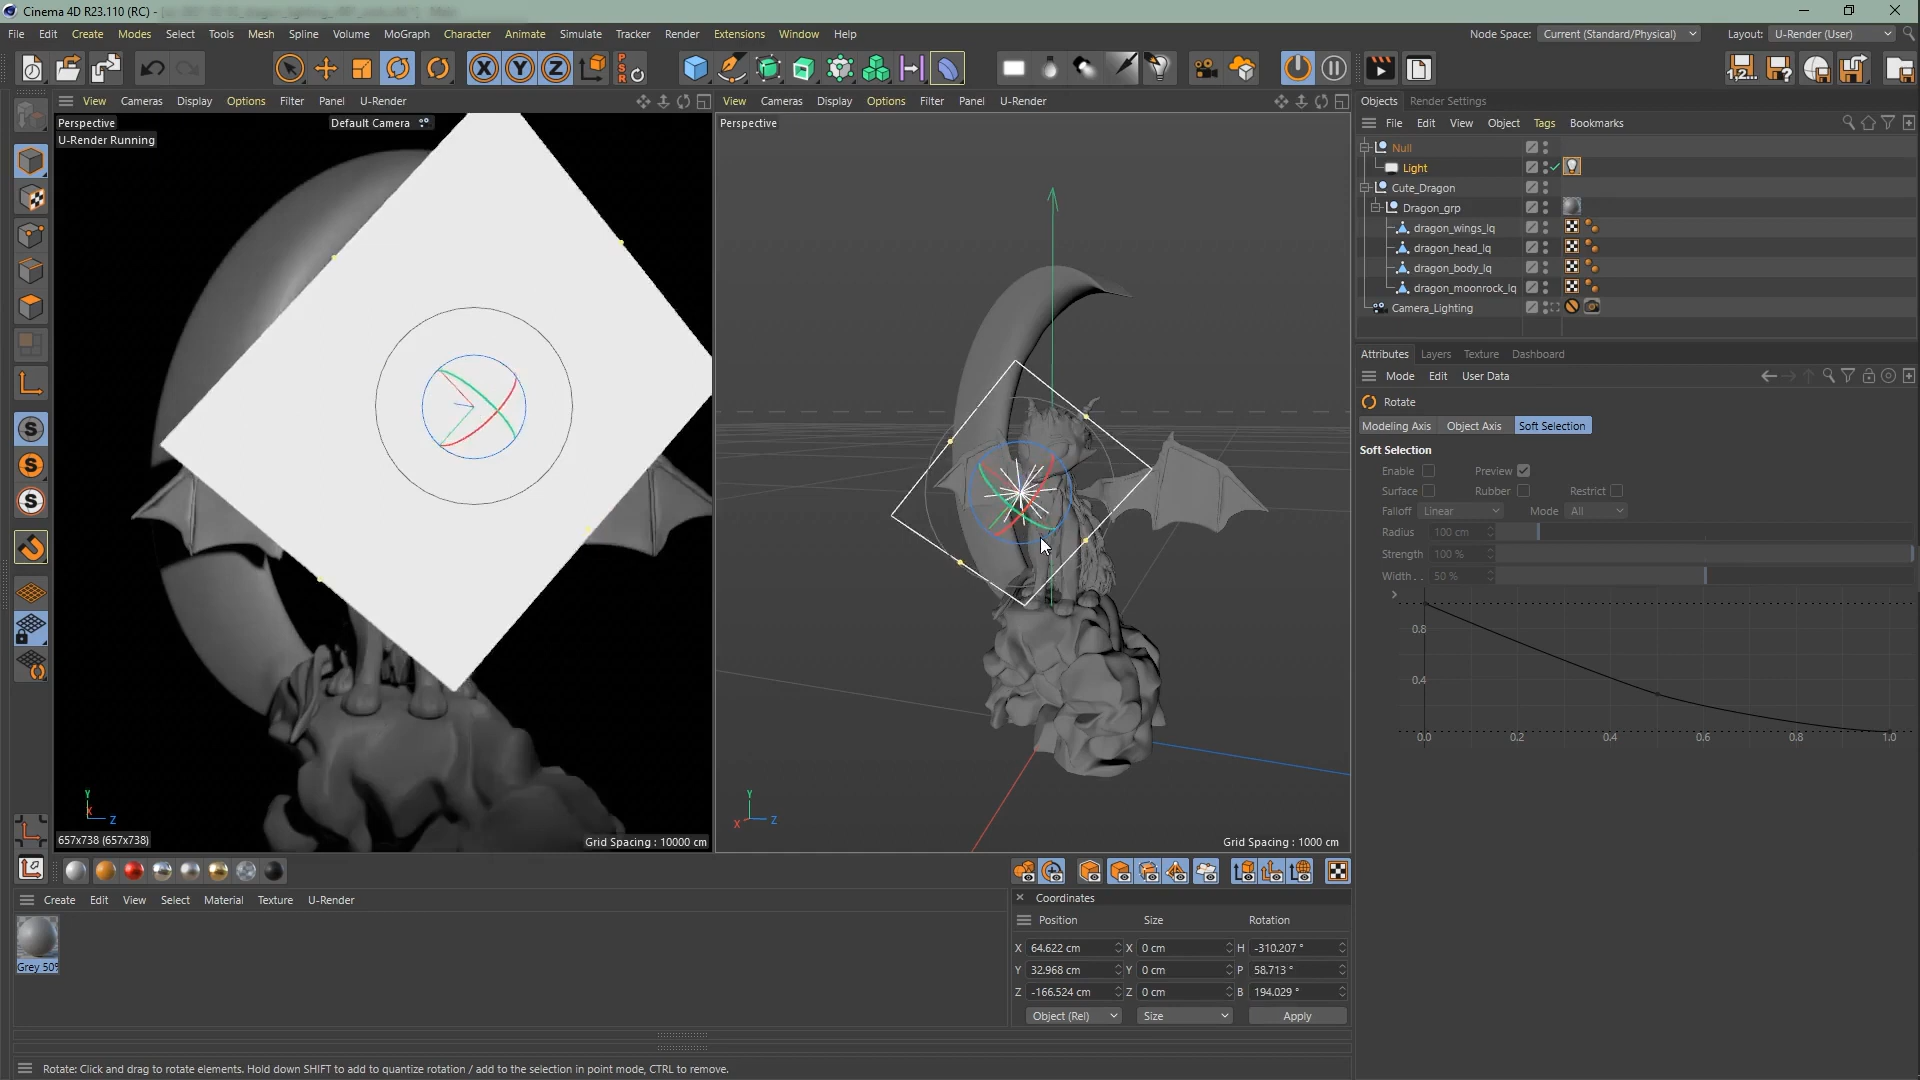 Cinema 4D R23.110 (RC) -
File Edit Create Modes Select Tools Mesh Spline Volume MoGraph Character Animate Simulate Tracker Render Extensions Window Help
Node Space: Current (Standard/Physical) Layout: U-Render (User)
X Y Z PSR
1,2...
View Cameras Display Options Filter Panel U-Render
Perspective
Default Camera
U-Render Running
Y
X
Z
657x738 (657x738)
Grid Spacing : 10000 cm
View Cameras Display Options Filter Panel U-Render
Perspective
Y
X
Z
Grid Spacing : 1000 cm
Objects Render Settings
File Edit View Object Tags Bookmarks
Null
Light
Cute_Dragon
Dragon_grp
dragon_wings_lq
dragon_head_lq
dragon_body_lq
dragon_moonrock_lq
Camera_Lighting
Attributes Layers Texture Dashboard
Mode Edit User Data
Rotate
Modeling Axis Object Axis Soft Selection
Soft Selection
Enable Preview
Surface Rubber Restrict
Falloff Linear Mode All
Radius 100 cm
Strength 100 %
Width . . 50 %
0.8
0.4
0.0 0.2 0.4 0.6 0.8 1.0
S
S
S
Create Edit View Select Material Texture U-Render
Grey 50%
Coordinates
Position Size Rotation
X 64.622 cm X 0 cm H -310.207 °
Y 32.968 cm Y 0 cm P 58.713 °
Z -166.524 cm Z 0 cm B 194.029 °
Object (Rel) Size Apply
Rotate: Click and drag to rotate elements. Hold down SHIFT to add to quantize rotation / add to the selection in point mode, CTRL to remove.